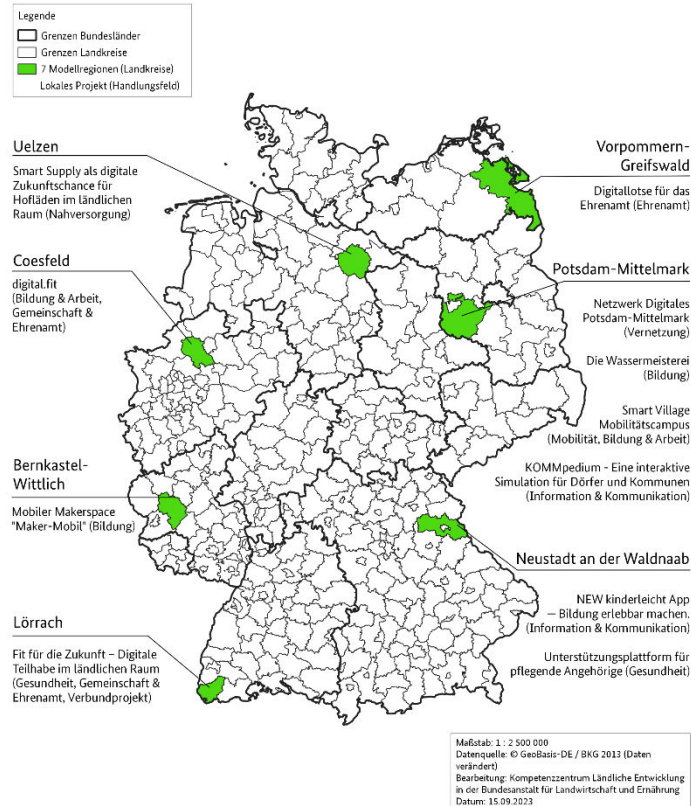 Legende
Grenzen Bundesländer
Grenzen Landkreise
7 Modellregionen (Landkreise)
Lokales Projekt (Handlungsfeld)
Uelzen
Smart Supply als digitale
Zukunftschance für
Hofläden im ländlichen
Raum (Nahversorgung)
Coesfeld
digital.fit
(Bildung & Arbeit,
Gemeinschaft &
Ehrenamt)
Bernkastel-
Wittlich
Mobiler Makerspace
"Maker-Mobil" (Bildung)
Lörrach
Fit für die Zukunft – Digitale
Teilhabe im ländlichen Raum
(Gesundheit, Gemeinschaft &
Ehrenamt, Verbundprojekt)
Vorpommern-
Greifswald
Digitallotse für das
Ehrenamt (Ehrenamt)
Potsdam-Mittelmark
Netzwerk Digitales
Potsdam-Mittelmark
(Vernetzung)
Die Wassermeisterei
(Bildung)
Smart Village
Mobilitätscampus
(Mobilität, Bildung & Arbeit)
KOMMpedium - Eine interaktive
Simulation für Dörfer und Kommunen
(Information & Kommunikation)
Neustadt an der Waldnaab
NEW kinderleicht App
— Bildung erlebbar machen.
(Information & Kommunikation)
Unterstützungsplattform für
pflegende Angehörige (Gesundheit)
Maßstab: 1 : 2 500 000
Datenquelle: © GeoBasis-DE / BKG 2013 (Daten
verändert)
Bearbeitung: Kompetenzzentrum Ländliche Entwicklung
in der Bundesanstalt für Landwirtschaft und Ernährung
Datum: 15.09.2023